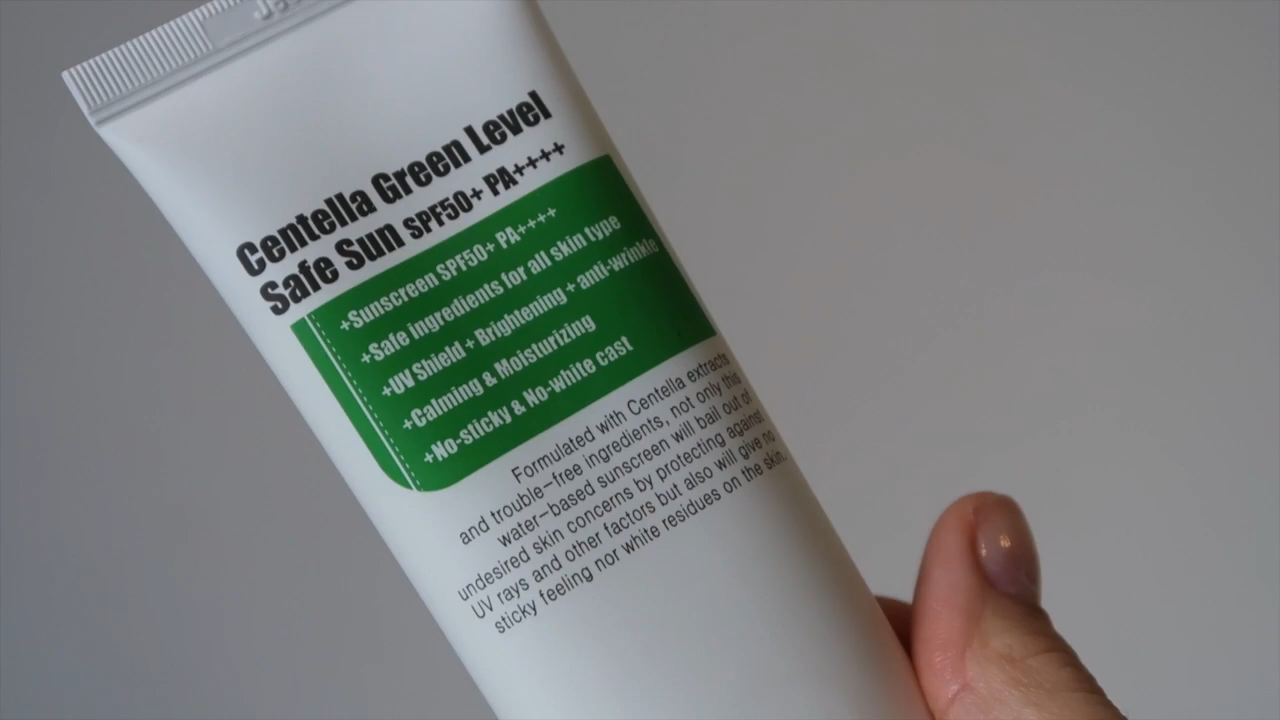 Centella Green Level
Safe Sun SPF50+ PA++++
+Sunscreen SPF50+ PA++++
+Safe ingredients for all skin type
+UV Shield + Brightening + anti-wrinkle
+Calming & Moisturizing
+No-sticky & No-white cast
Formulated with Centella extracts
and trouble-free ingredients, not only this
water-based sunscreen will bail out of
undesired skin concerns by protecting against
UV rays and other factors but also will give no
sticky feeling nor white residues on the skin.